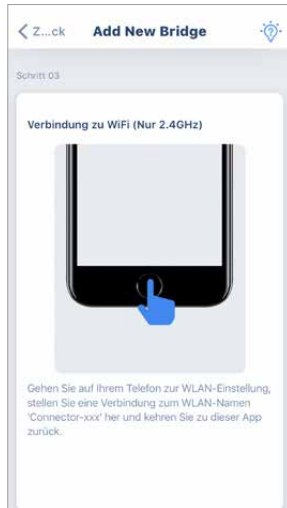 Z...ck Add New Bridge
Schritt 03
Verbindung zu WiFi (Nur 2.4GHz)
Gehen Sie auf Ihrem Telefon zur WLAN-Einstellung,
stellen Sie eine Verbindung zum WLAN-Namen
'Connector-xxx' her und kehren Sie zu dieser App
zurück.